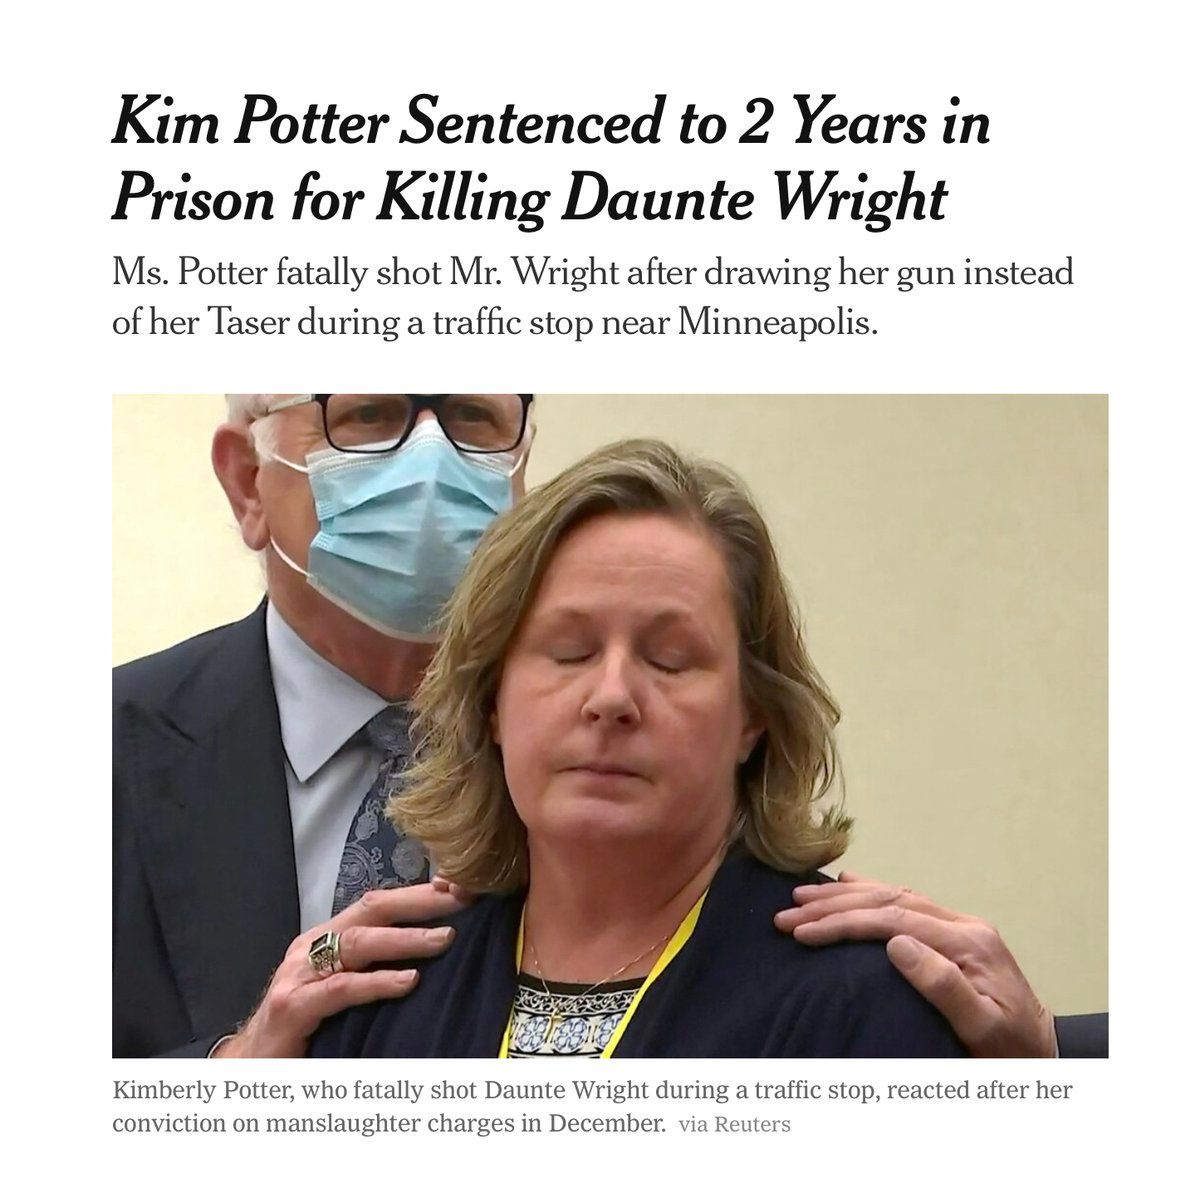 Kim Potter Sentenced to 2 Years in
Prison for Killing Daunte Wright
Ms. Potter fatally shot Mr. Wright after drawing her gun instead
of her Taser during a traffic stop near Minneapolis.
Kimberly Potter, who fatally shot Daunte Wright during a traffic stop, reacted after her
conviction on manslaughter charges in December. via Reuters